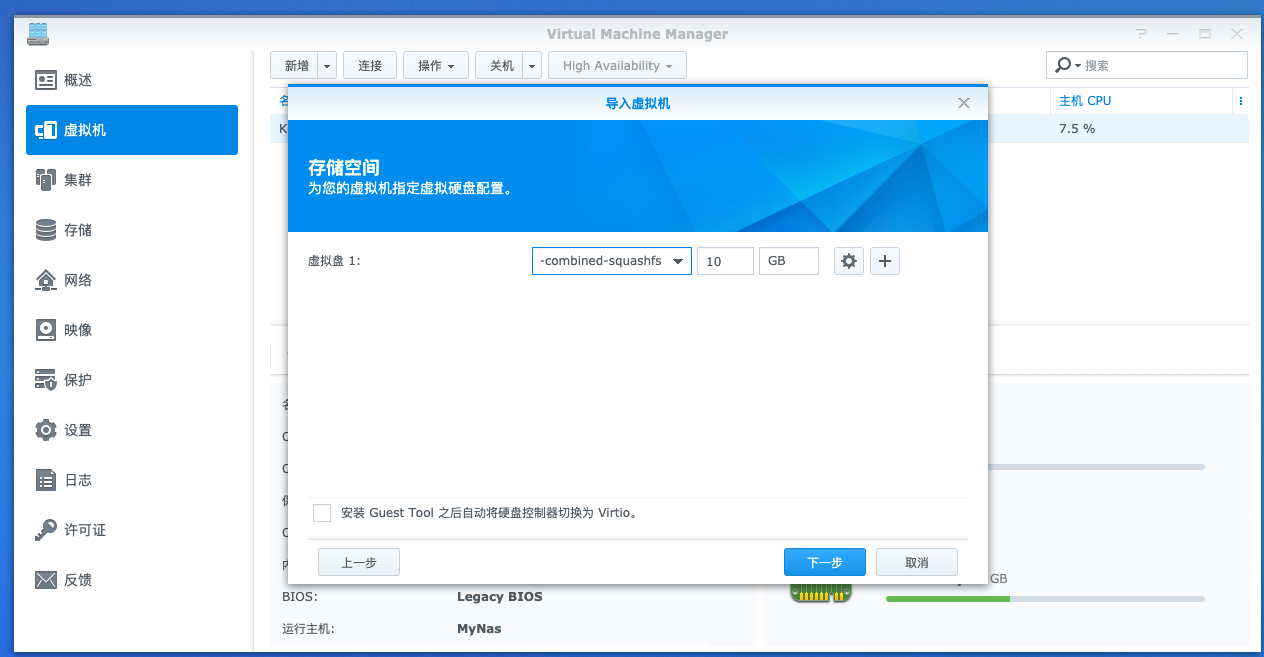 Virtual Machine Manager
概述
虚拟机
集群
存储
网络
映像
保护
设置
日志
许可证
反馈
新增
连接
操作
关机
High Availability
搜索
主机 CPU
7.5 %
导入虚拟机
存储空间
为您的虚拟机指定虚拟硬盘配置。
虚拟盘 1:
-combined-squashfs
10
GB
安装 Guest Tool 之后自动将硬盘控制器切换为 Virtio。
上一步
下一步
取消
GB
BIOS:
Legacy BIOS
运行主机:
MyNas